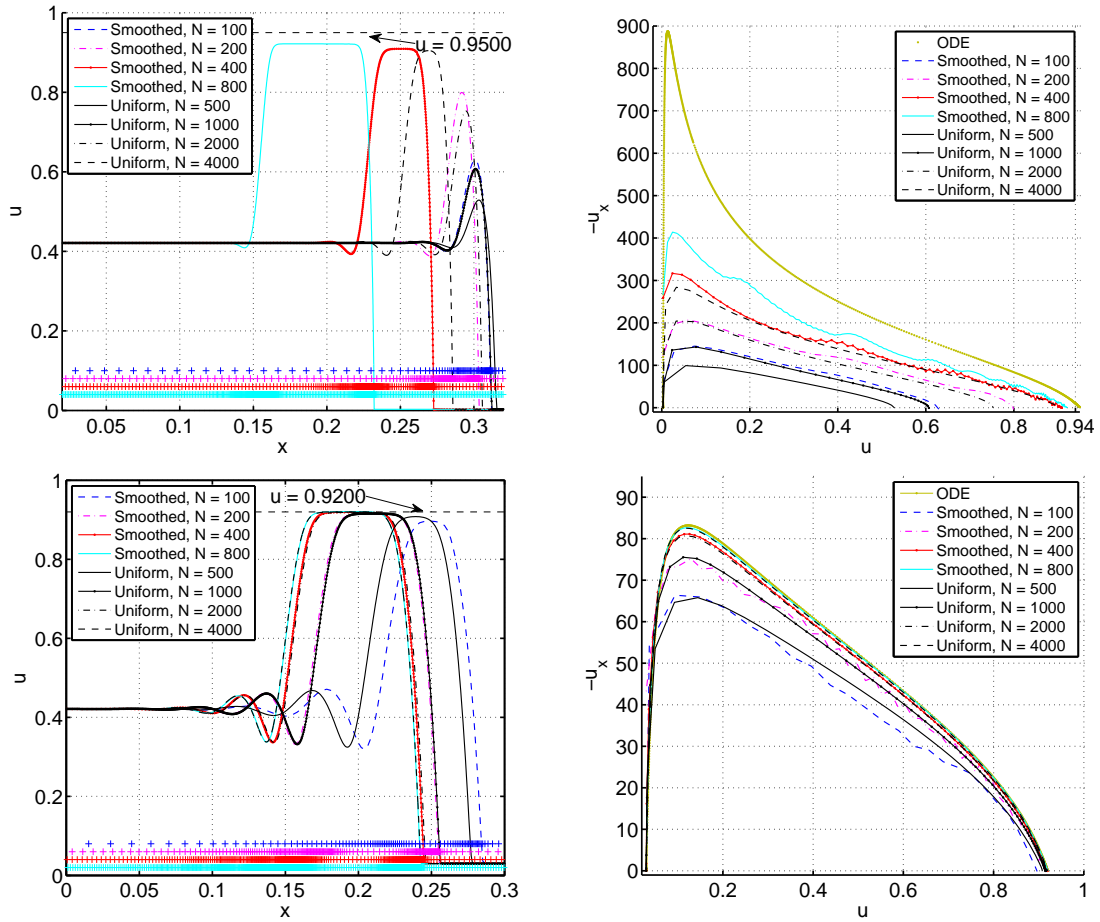 1
0.8
0.6
0.4
0.2
0
u
Smoothed, N = 100
Smoothed, N = 200
Smoothed, N = 400
Smoothed, N = 800
Uniform, N = 500
Uniform, N = 1000
Uniform, N = 2000
Uniform, N = 4000
u = 0.9500
0.05
0.1
0.15
0.2
0.25
0.3
x
-900
800
700
600
500
400
300
200
100
0
−u_x
ODE
Smoothed, N = 100
Smoothed, N = 200
Smoothed, N = 400
Smoothed, N = 800
Uniform, N = 500
Uniform, N = 1000
Uniform, N = 2000
Uniform, N = 4000
0
0.2
0.4
0.6
0.8
0.94
u
1
0.8
0.6
0.4
0.2
0
u
Smoothed, N = 100
Smoothed, N = 200
Smoothed, N = 400
Smoothed, N = 800
Uniform, N = 500
Uniform, N = 1000
Uniform, N = 2000
Uniform, N = 4000
u = 0.9200
0
0.05
0.1
0.15
0.2
0.25
0.3
x
90
80
70
60
50
40
30
20
10
0
−u_x
ODE
Smoothed, N = 100
Smoothed, N = 200
Smoothed, N = 400
Smoothed, N = 800
Uniform, N = 500
Uniform, N = 1000
Uniform, N = 2000
Uniform, N = 4000
0.2
0.4
0.6
0.8
1
u